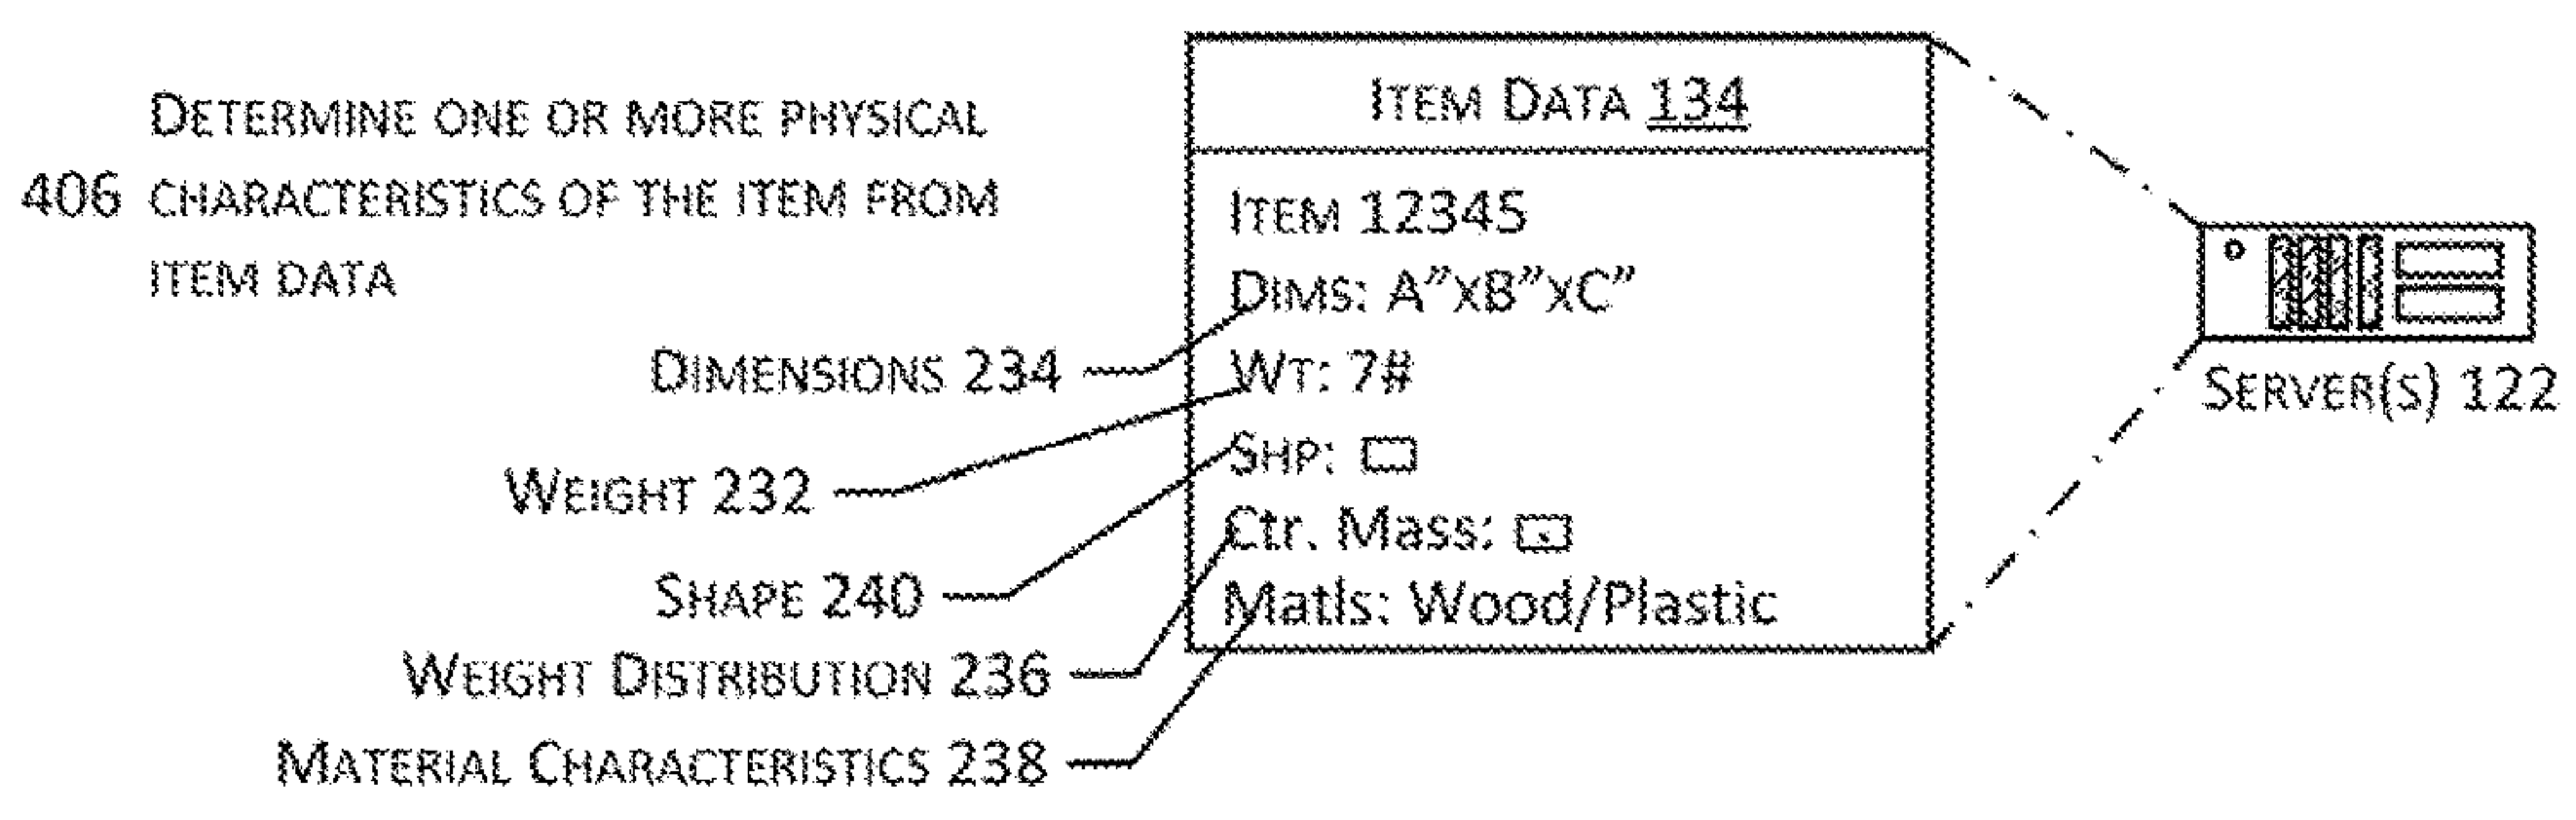 DETERMINE ONE OR MORE PHYSICAL
406 CHARACTERISTICS OF THE ITEM FROM
ITEM DATA
ITEM DATA 134
ITEM 12345
DIMS: A”XB”XC”
WT: 7#
SHP:
Ctr. Mass:
Matls: Wood/Plastic
DIMENSIONS 234
WEIGHT 232
SHAPE 240
WEIGHT DISTRIBUTION 236
MATERIAL CHARACTERISTICS 238
SERVER(S) 122